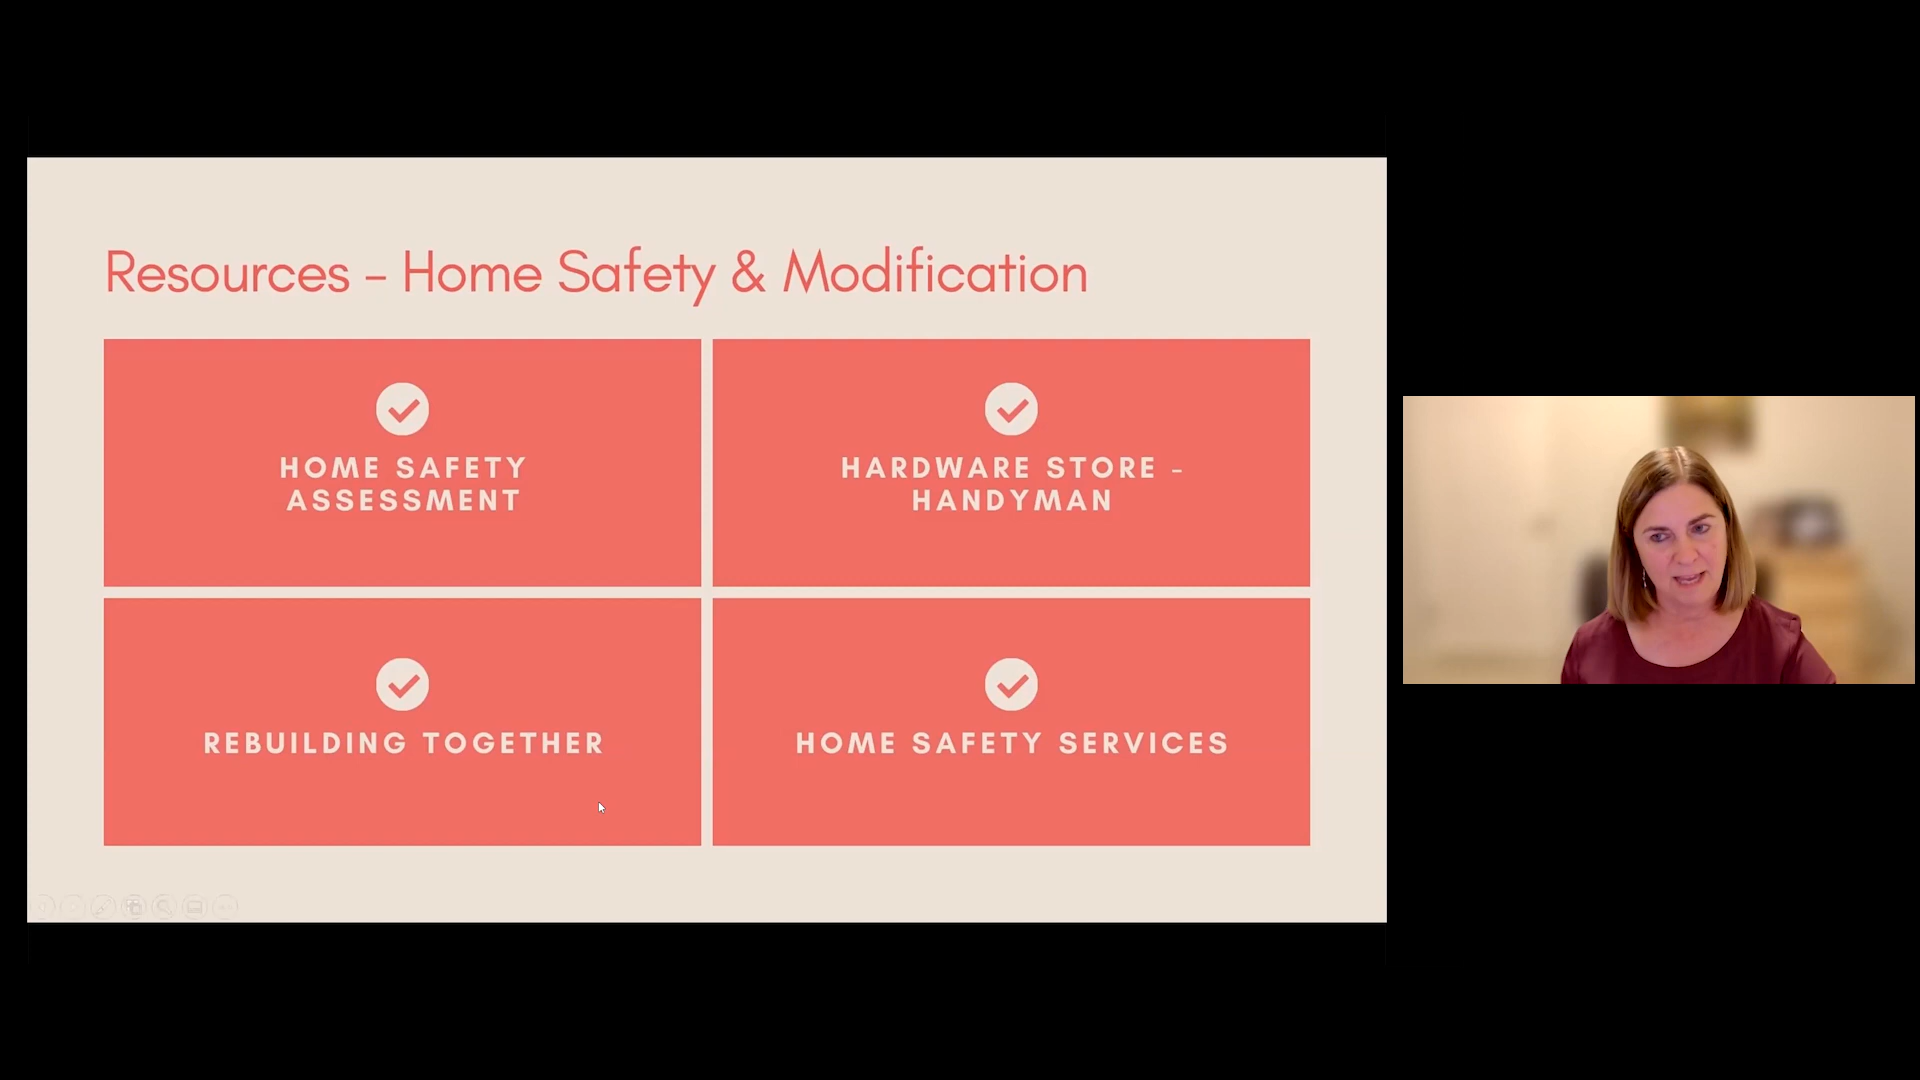 Resources – Home Safety & Modification
HOME SAFETY
ASSESSMENT
HARDWARE STORE -
HANDYMAN
REBUILDING TOGETHER
HOME SAFETY SERVICES